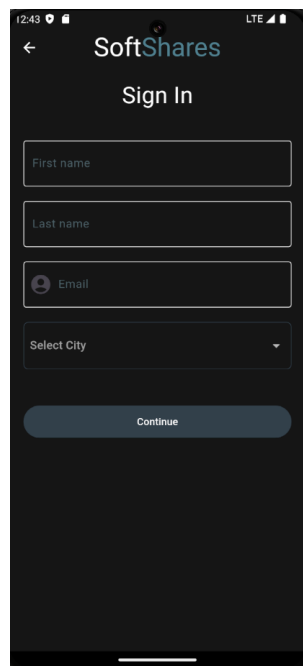 12:43 LTE
SoftShares
Sign In
First name
Last name
Email
Select City
Continue